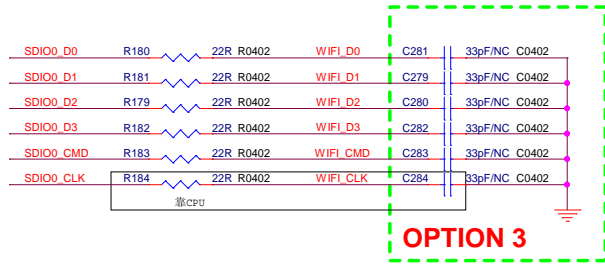 SDIO0_D0 R180 22R R0402 WIFI_D0 C281 33pF/NC C0402
SDIO0_D1 R181 22R R0402 WIFI_D1 C279 33pF/NC C0402
SDIO0_D2 R179 22R R0402 WIFI_D2 C280 33pF/NC C0402
SDIO0_D3 R182 22R R0402 WIFI_D3 C282 33pF/NC C0402
SDIO0_CMD R183 22R R0402 WIFI_CMD C283 33pF/NC C0402
SDIO0_CLK R184 22R R0402 WIFI_CLK C284 33pF/NC C0402
靠CPU
OPTION 3